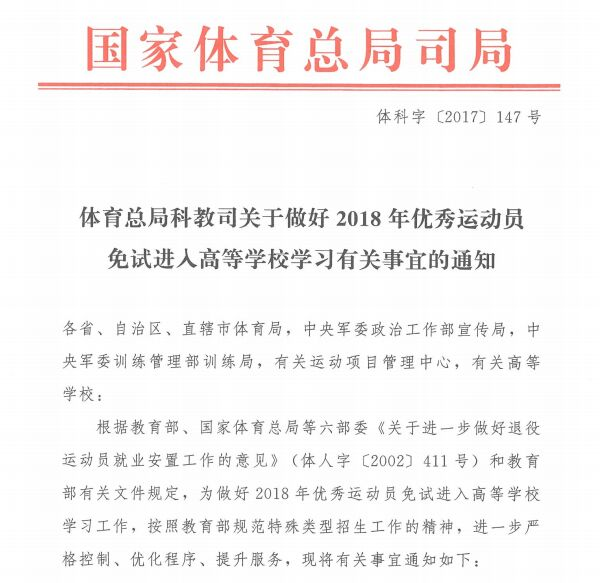 国家体育总局司局
体科字〔2017〕147号
体育总局科教司关于做好 2018 年优秀运动员
免试进入高等学校学习有关事宜的通知
各省、自治区、直辖市体育局，中央军委政治工作部宣传局，中
央军委训练管理部训练局，有关运动项目管理中心，有关高等
学校：
根据教育部、国家体育总局等六部委《关于进一步做好退役
运动员就业安置工作的意见》（体人字〔2002〕411号）和教育
部有关文件规定，为做好2018年优秀运动员免试进入高等学校
学习工作，按照教育部规范特殊类型招生工作的精神，进一步严
格控制、优化程序、提升服务，现将有关事宜通知如下：